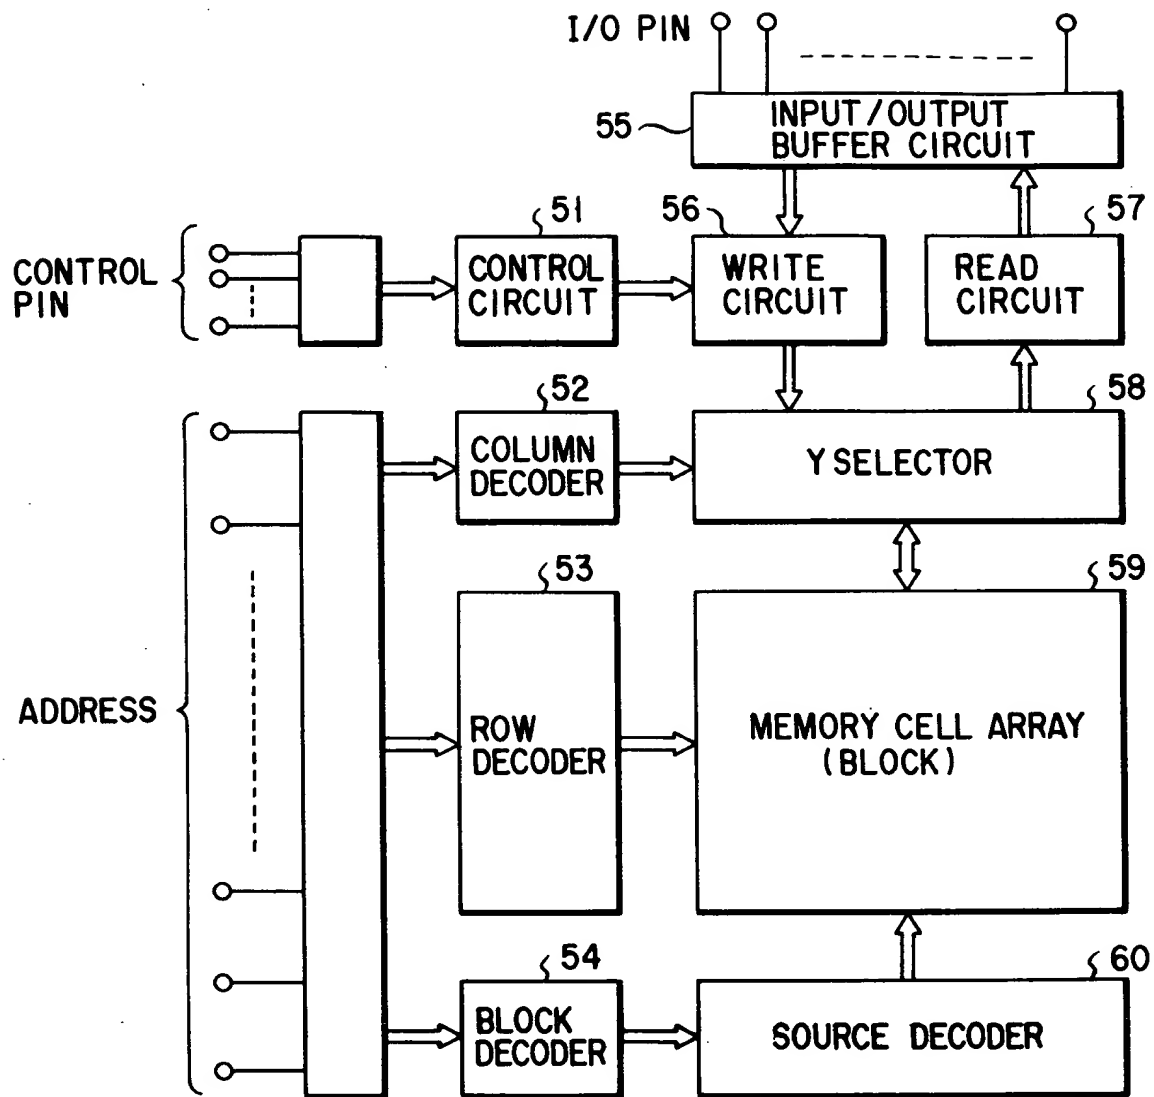 I/O PIN
55
INPUT/OUTPUT
BUFFER CIRCUIT
51
56
57
CONTROL
PIN
CONTROL
CIRCUIT
WRITE
CIRCUIT
READ
CIRCUIT
52
58
COLUMN
DECODER
Y SELECTOR
53
59
ADDRESS
ROW
DECODER
MEMORY CELL ARRAY
(BLOCK)
54
60
BLOCK
DECODER
SOURCE DECODER